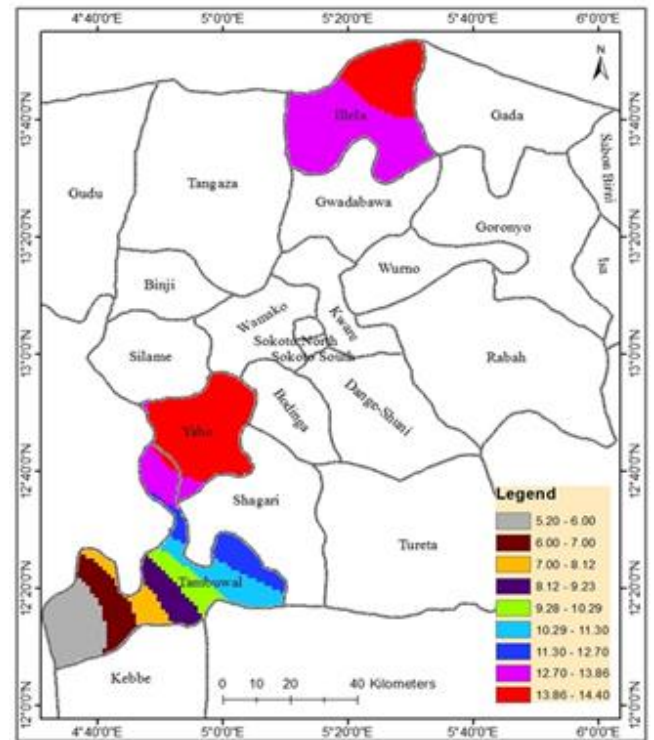 4°40'0"E 5°0'0"E 5°20'0"E 5°40'0"E 6°0'0"E
N
13°40'0"N 13°40'0"N
Illela
Gada
Sabon Birni
Gudu
Tangaza
Gwadabawa
Goronyo
13°20'0"N 13°20'0"N
Isa
Wurno
Binji
Wamako
Kware
Sokoto North
Sokoto South
13°0'0"N 13°0'0"N
Silame
Rabah
Bodinga
Dange-Shuni
Yabo
12°40'0"N 12°40'0"N
Shagari
Tureta
Legend
5.20 - 6.00
6.00 - 7.00
7.00 - 8.12
8.12 - 9.23
9.28 - 10.29
10.29 - 11.30
11.30 - 12.70
12.70 - 13.86
13.86 - 14.40
Tambuwal
12°20'0"N 12°20'0"N
Kebbe
0 10 20 40 Kilometers
12°0'0"N 12°0'0"N
4°40'0"E 5°0'0"E 5°20'0"E 5°40'0"E 6°0'0"E